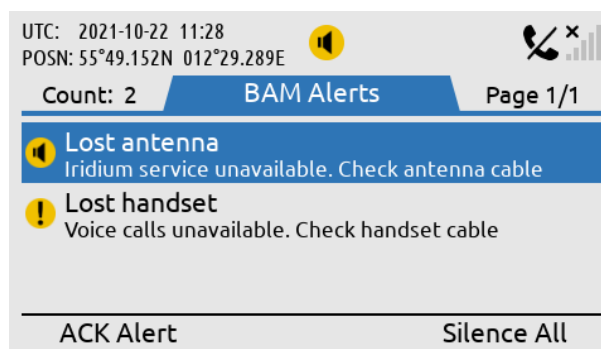 UTC: 2021-10-22 11:28
POSN: 55°49.152N 012°29.289E
Count: 2 BAM Alerts Page 1/1
Lost antenna
Iridium service unavailable. Check antenna cable
Lost handset
Voice calls unavailable. Check handset cable
ACK Alert Silence All